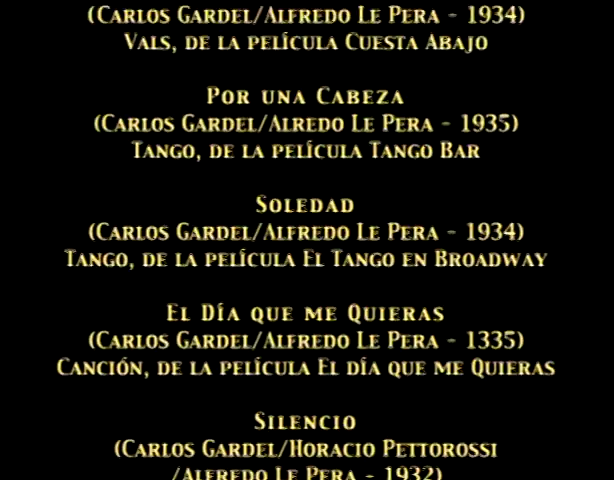 (Carlos Gardel/Alfredo Le Pera - 1934)
Vals, de la película Cuesta Abajo
Por una Cabeza
(Carlos Gardel/Alredo Le Pera - 1935)
Tango, de la película Tango Bar
Soledad
(Carlos Gardel/Alfredo Le Pera - 1934)
Tango, de la película El Tango en Broadway
El Día que me Quieras
(Carlos Gardel/Alfredo Le Pera - 1335)
Canción, de la película El día que me Quieras
Silencio
(Carlos Gardel/Horacio Pettorossi
/Alfredo Le Pera - 1932)